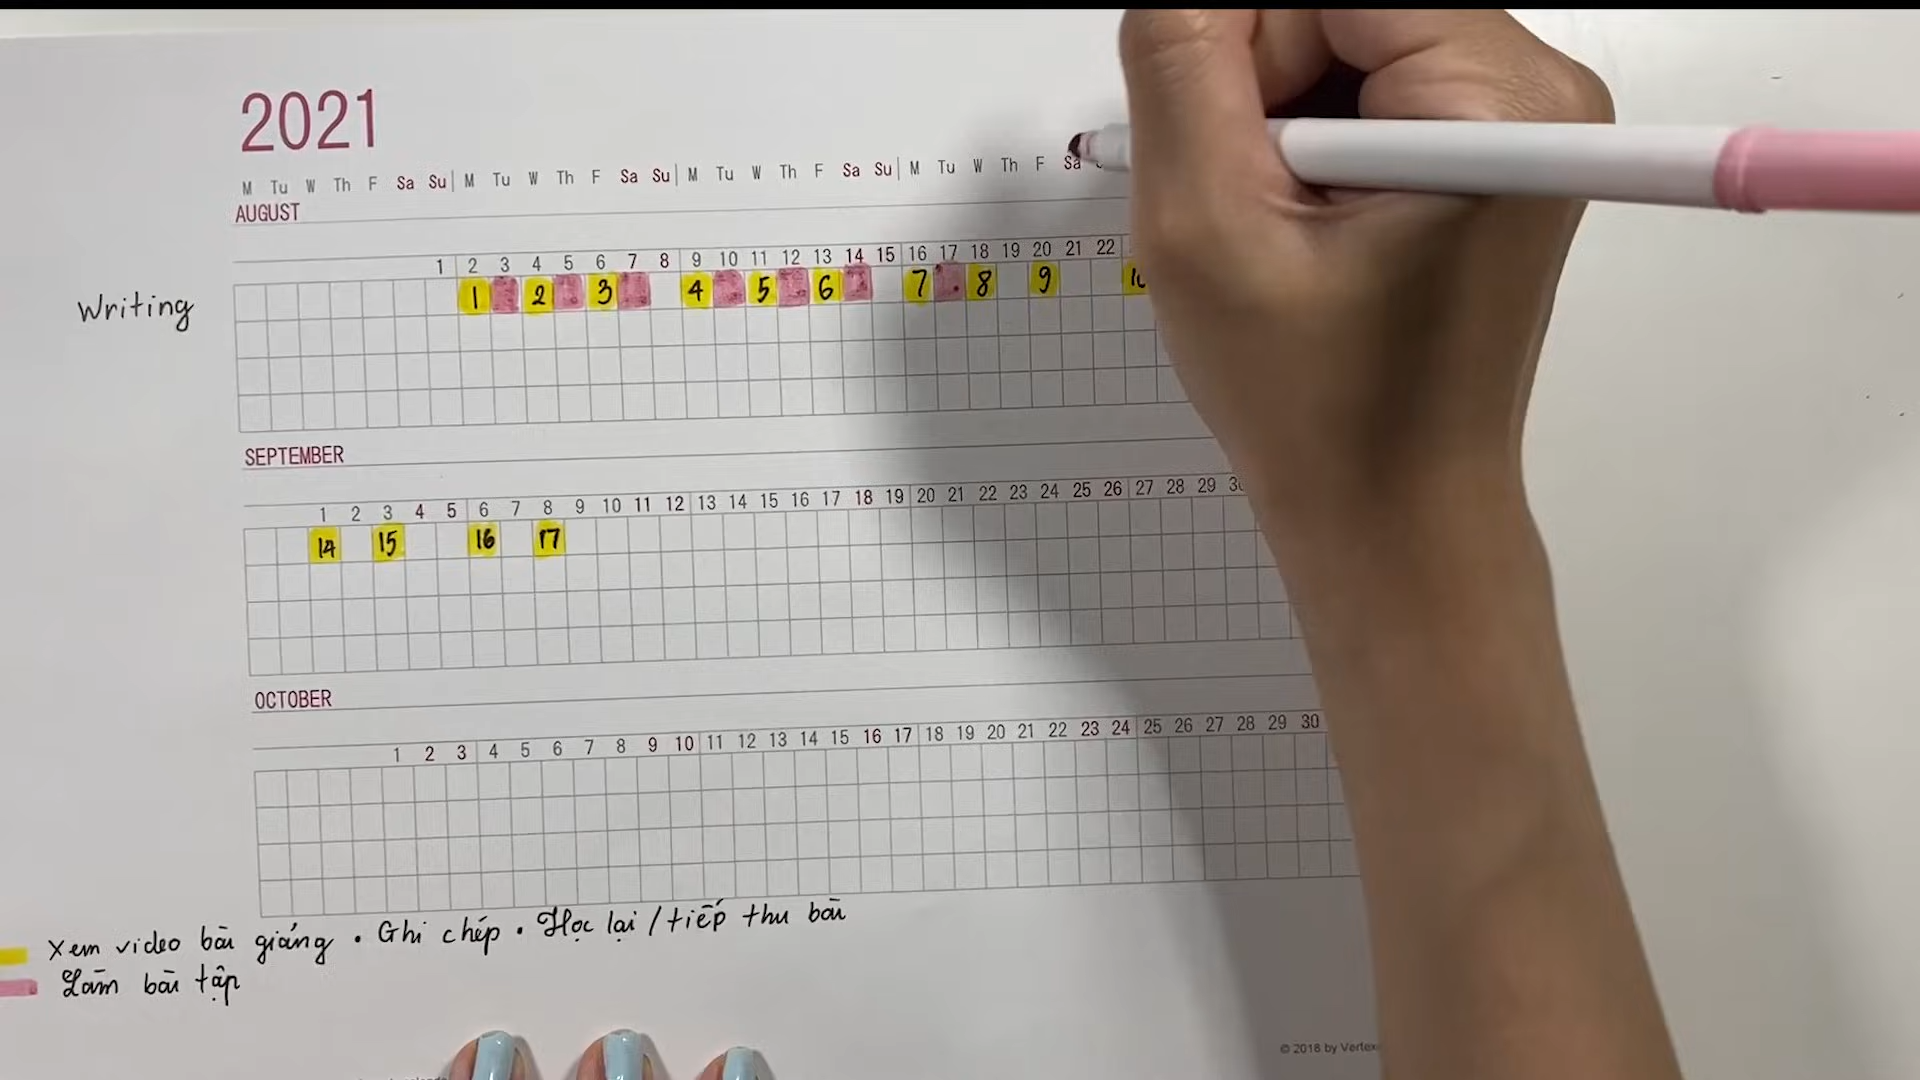 2021
M Tu W Th F Sa Su M Tu W Th F Sa Su M Tu W Th F Sa Su M Tu W Th F Sa
AUGUST
1 2 3 4 5 6 7 8 9 10 11 12 13 14 15 16 17 18 19 20 21 22
Writing 1 2 3 4 5 6 7 8 9
SEPTEMBER
1 2 3 4 5 6 7 8 9 10 11 12 13 14 15 16 17 18 19 20 21 22 23 24 25 26 27 28 29
14 15 16 17
OCTOBER
1 2 3 4 5 6 7 8 9 10 11 12 13 14 15 16 17 18 19 20 21 22 23 24 25 26 27 28 29 30
Xem video bài giảng . Ghi chép . Học lại / tiếp thu bài
Làm bài tập
© 2018 by